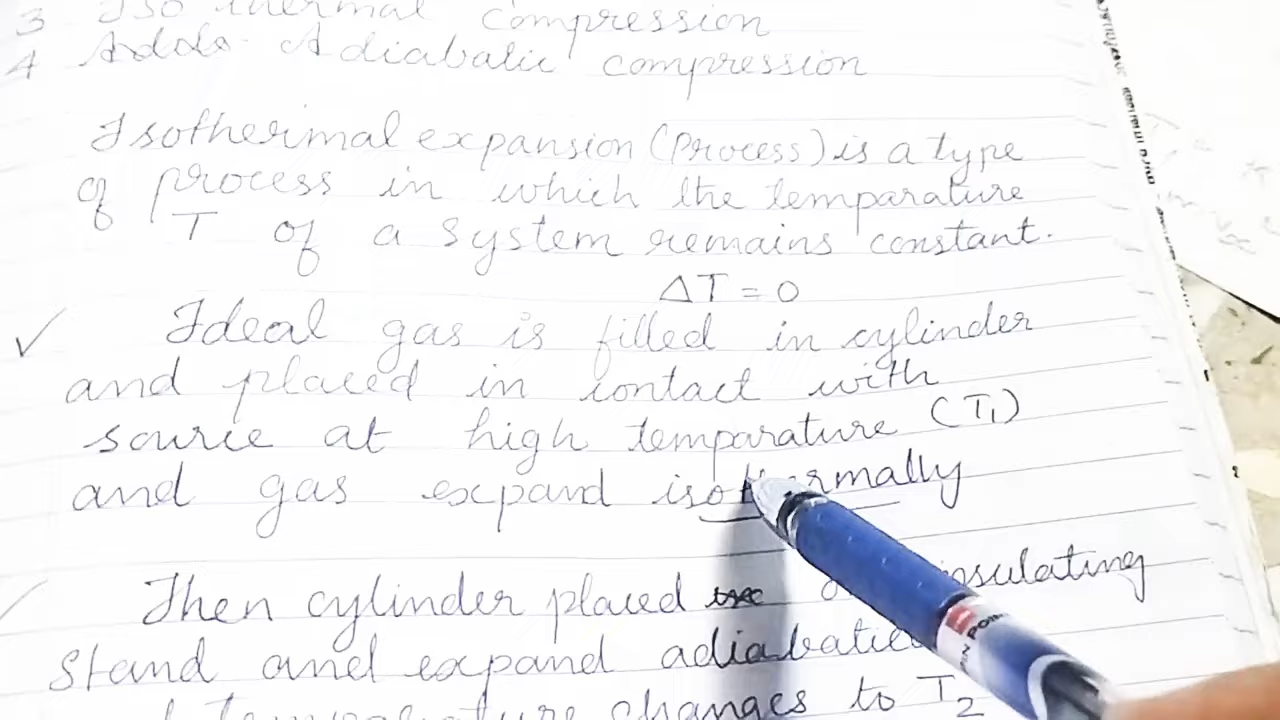 3 Iso thermal compression
4 Adiabatic compression
Isothermal expansion (Process) is a type
of process in which the temparature
T of a system remains constant.
ΔT = 0
✓ Ideal gas is filled in cylinder
and placed in contact with
source at high temparature (T₁)
and gas expand isothermally
Then cylinder placed insulating
Stand and expand
changes to T₂